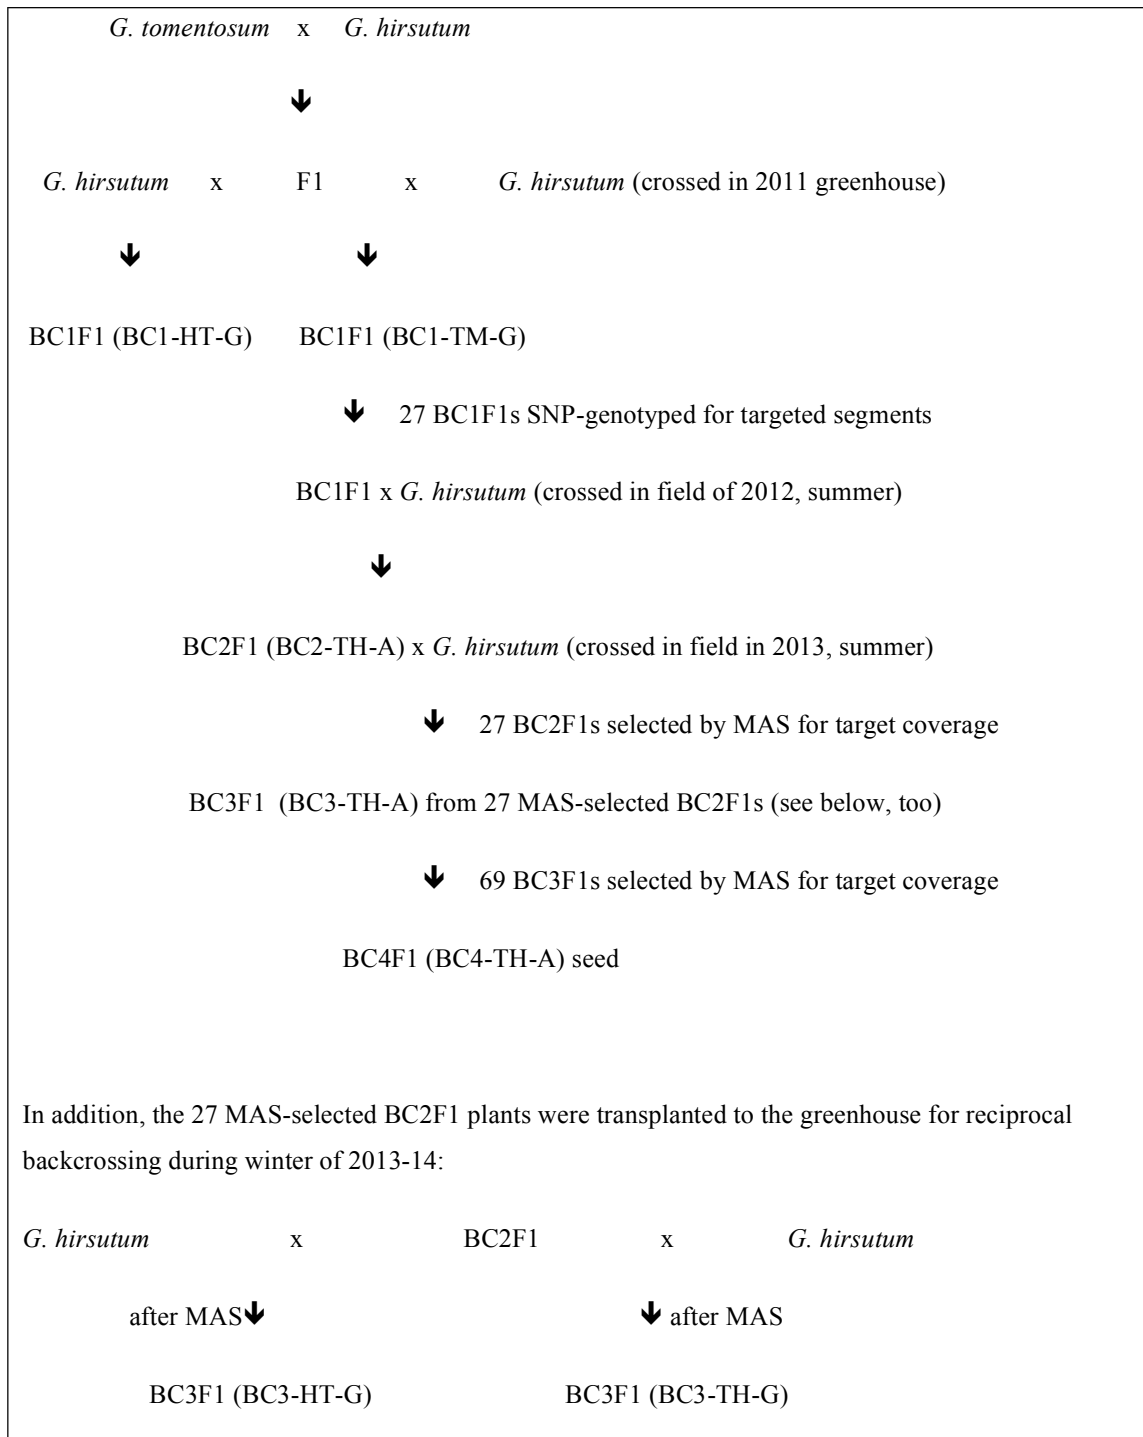 G. tomentosum x G. hirsutum
G. hirsutum x F1 x G. hirsutum (crossed in 2011 greenhouse)
BC1F1 (BC1-HT-G) BC1F1 (BC1-TM-G)
27 BC1F1s SNP-genotyped for targeted segments
BC1F1 x G. hirsutum (crossed in field of 2012, summer)
BC2F1 (BC2-TH-A) x G. hirsutum (crossed in field in 2013, summer)
27 BC2F1s selected by MAS for target coverage
BC3F1 (BC3-TH-A) from 27 MAS-selected BC2F1s (see below, too)
69 BC3F1s selected by MAS for target coverage
BC4F1 (BC4-TH-A) seed
In addition, the 27 MAS-selected BC2F1 plants were transplanted to the greenhouse for reciprocal
backcrossing during winter of 2013-14:
G. hirsutum x BC2F1 x G. hirsutum
after MAS after MAS
BC3F1 (BC3-HT-G) BC3F1 (BC3-TH-G)